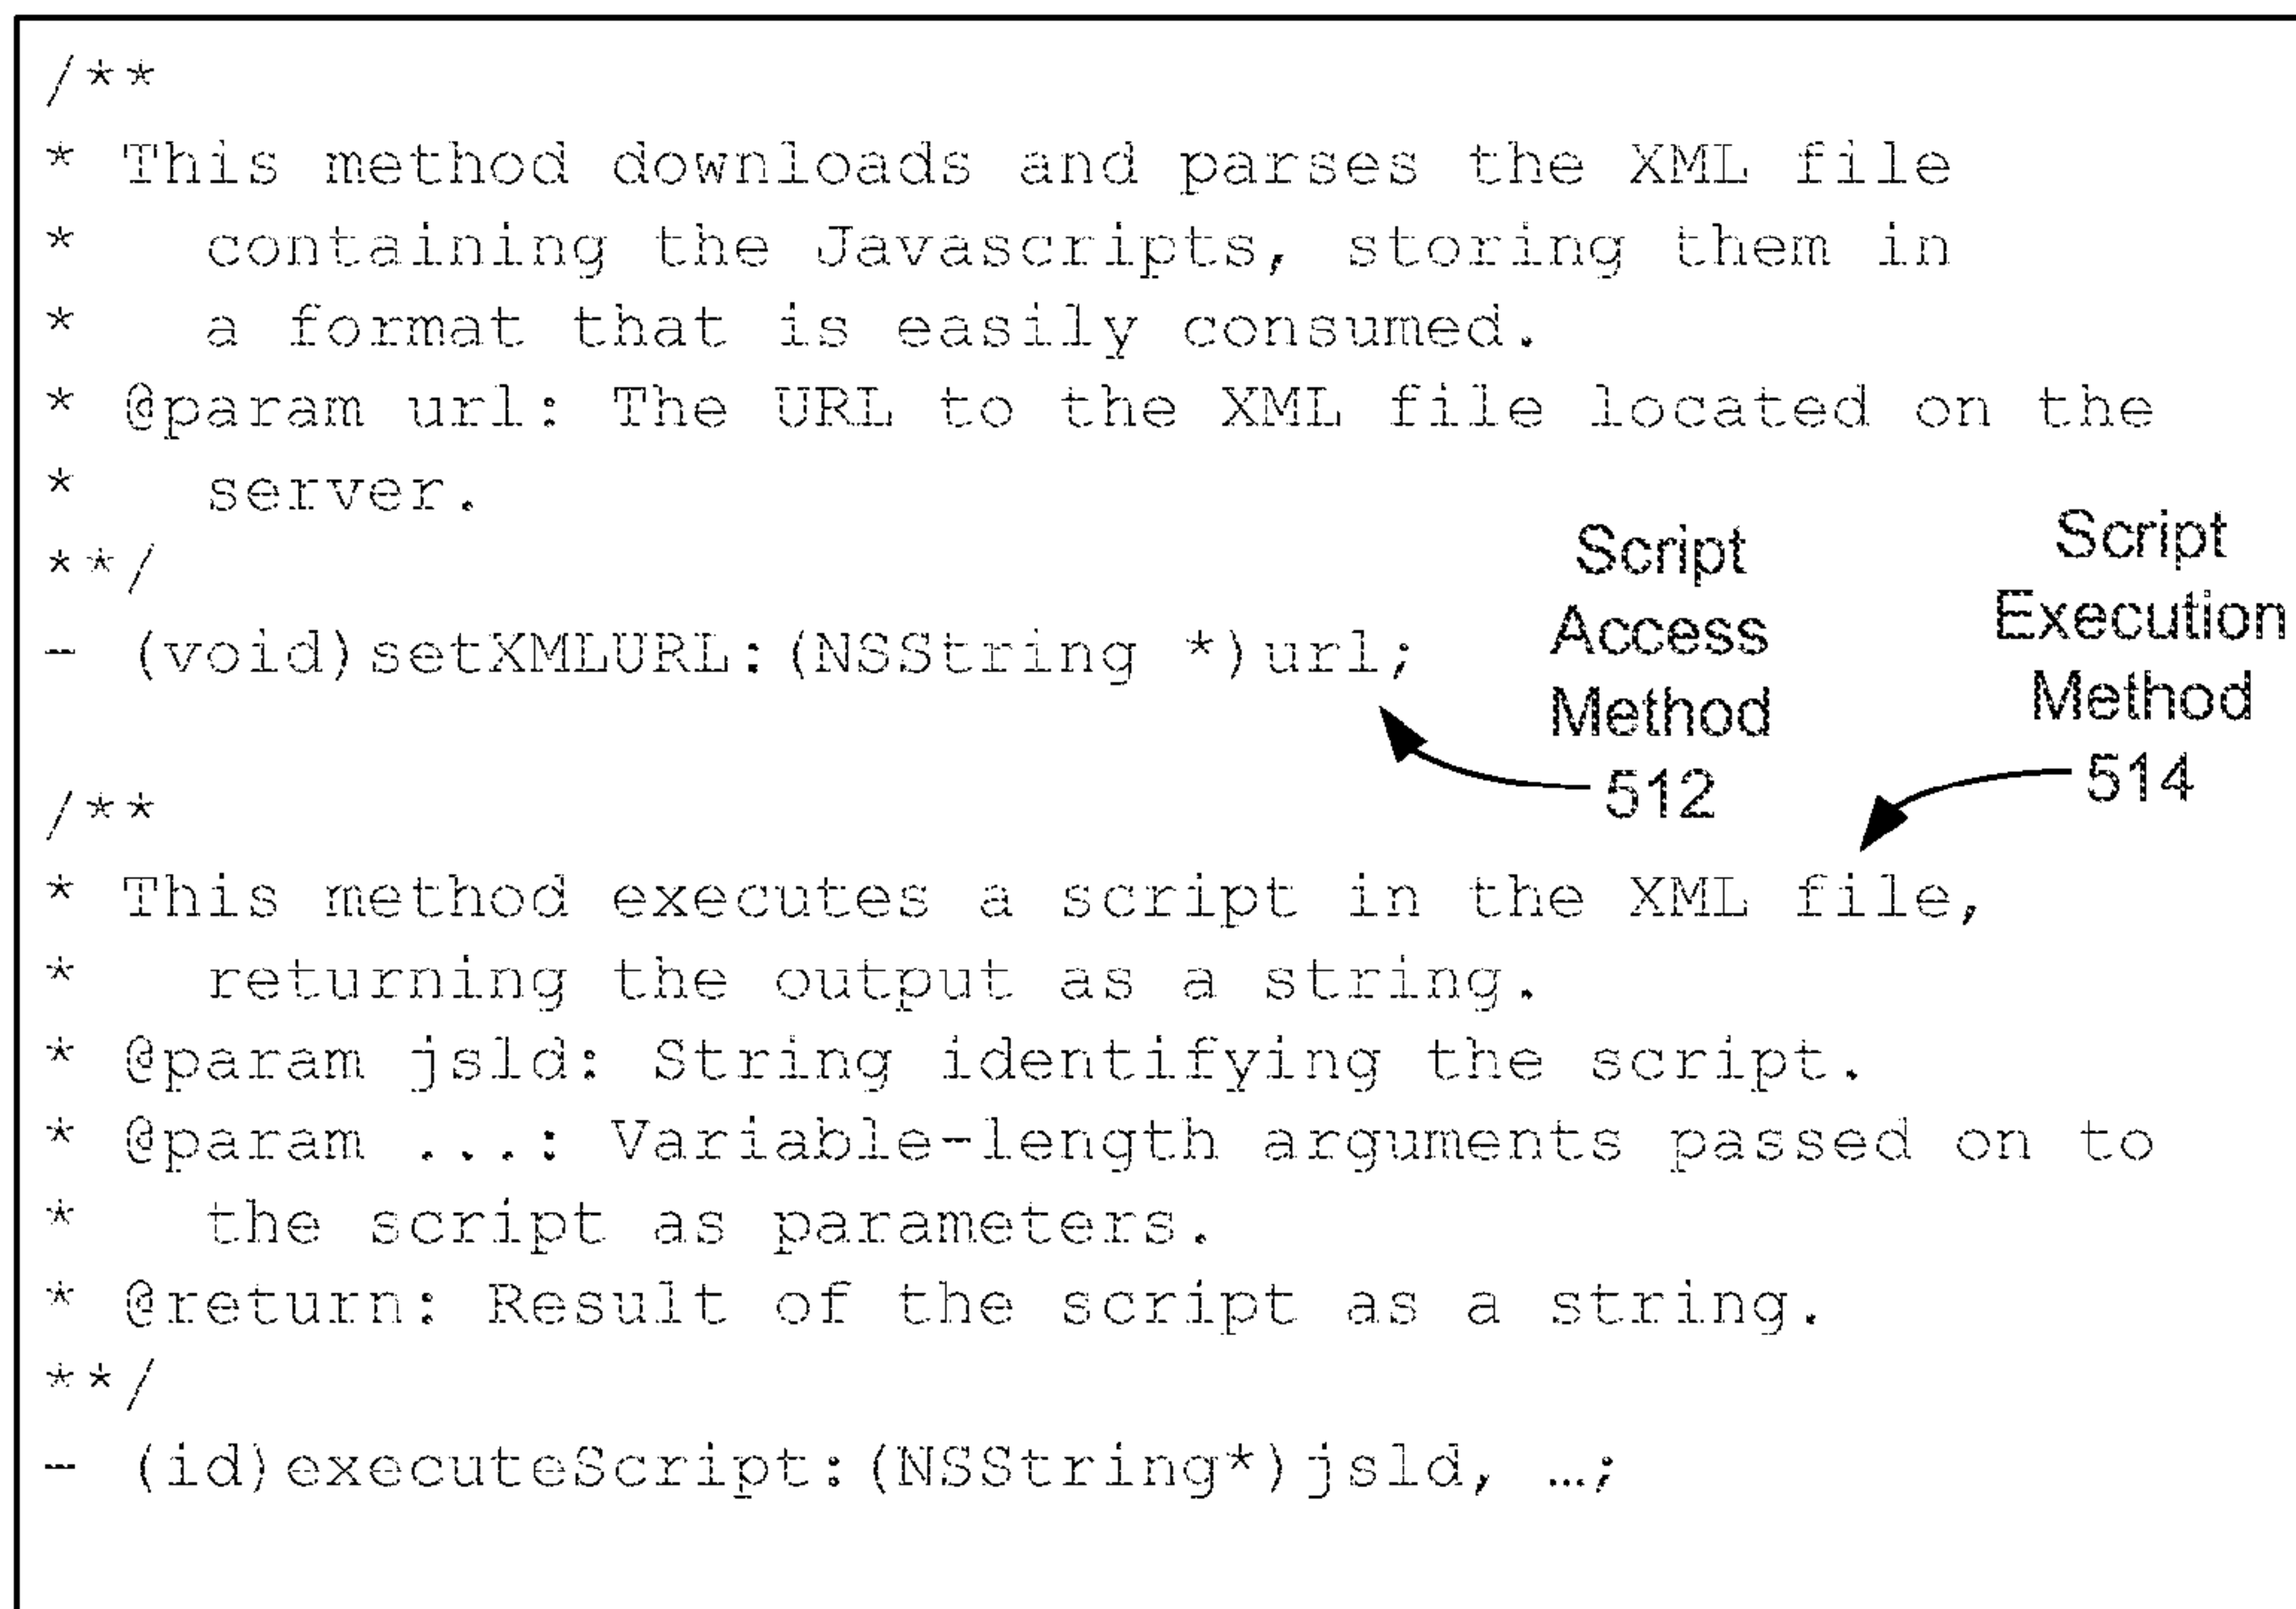 /**
* This method downloads and parses the XML file
*   containing the Javascripts, storing them in
*   a format that is easily consumed.
* @param url: The URL to the XML file located on the
*   server.
**/
- (void)setXMLURL:(NSString *)url;
Script
Access
Method
512
Script
Execution
Method
514
/**
* This method executes a script in the XML file,
*   returning the output as a string.
* @param jsld: String identifying the script.
* @param ...: Variable-length arguments passed on to
*   the script as parameters.
* @return: Result of the script as a string.
**/
- (id)executeScript:(NSString*)jsld, …;